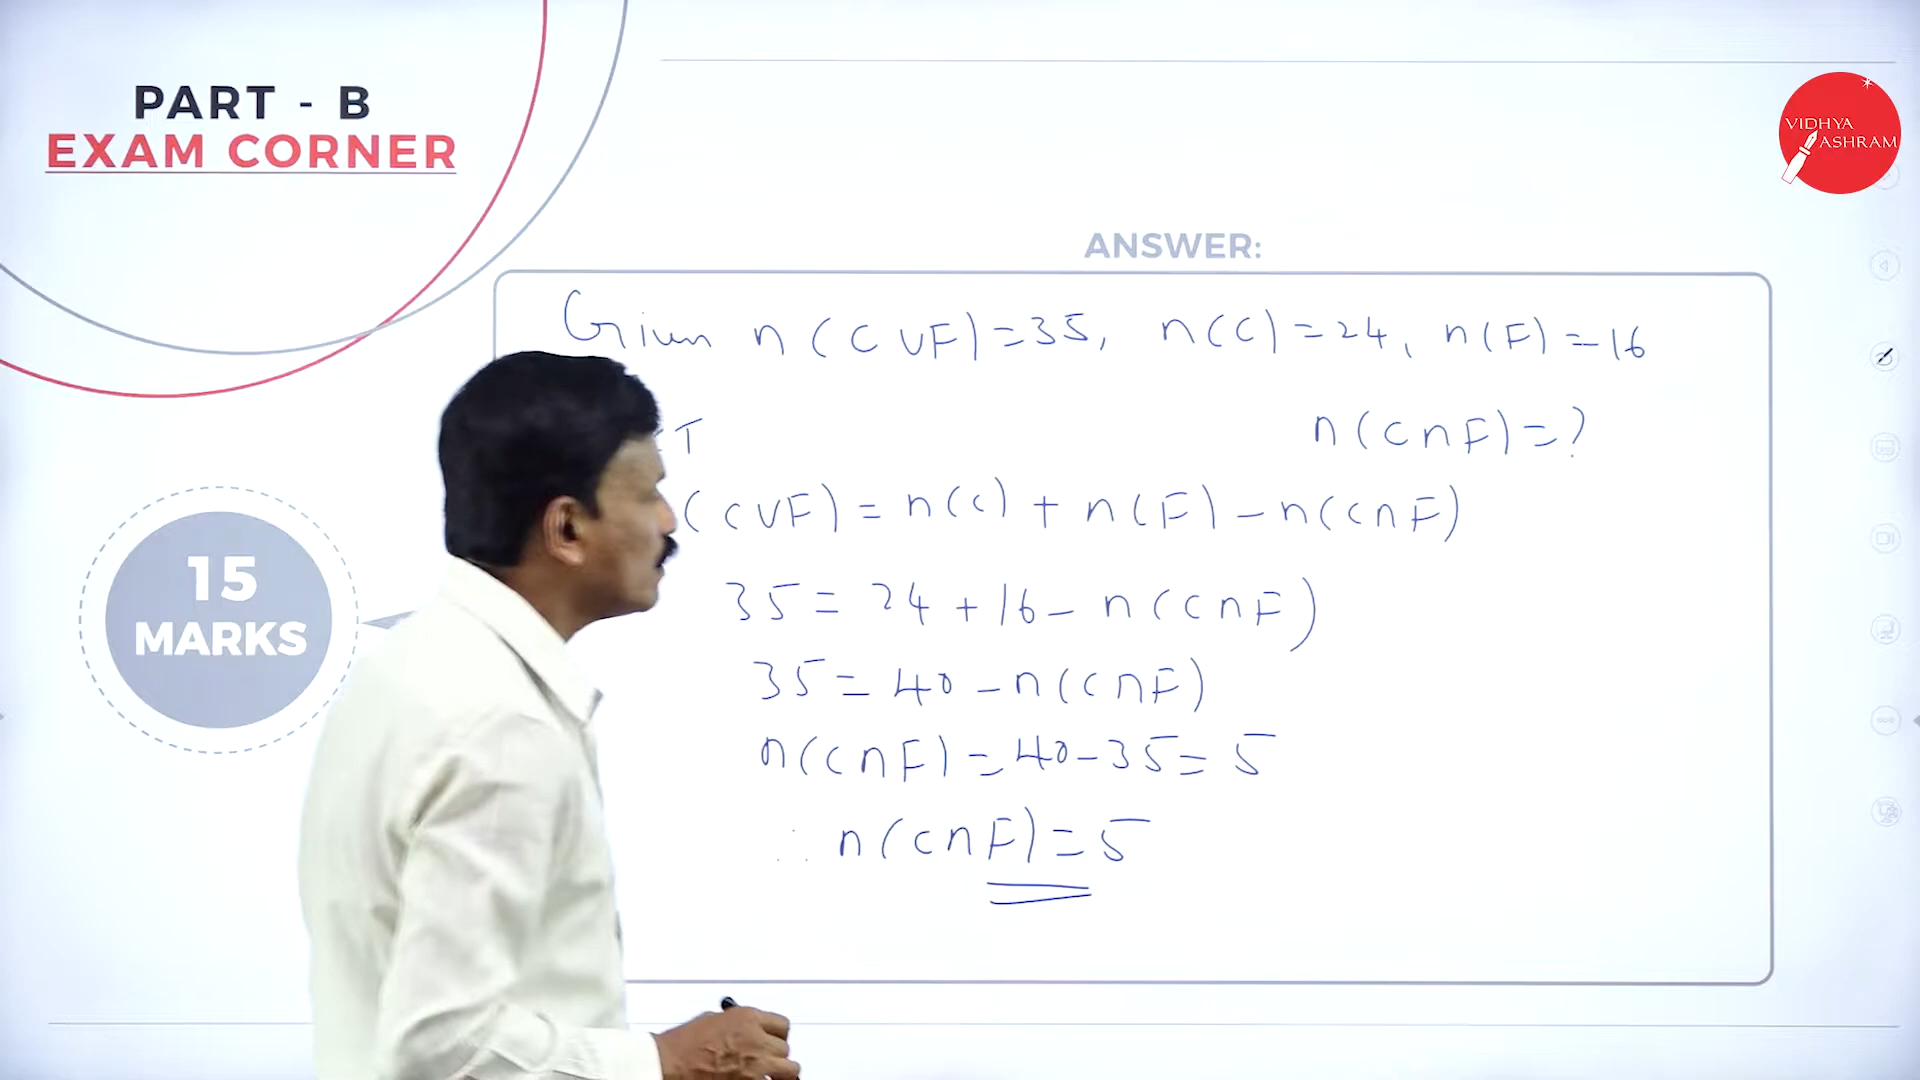 PART - B
EXAM CORNER
VIDHYA
ASHRAM
ANSWER:
Given n(C∪F)=35, n(C)=24, n(F)=16
T n(C∩F)=?
(C∪F)=n(C)+n(F)-n(C∩F)
35=24+16-n(C∩F)
35=40-n(C∩F)
n(C∩F)=40-35=5
∴ n(C∩F)=5
15
MARKS